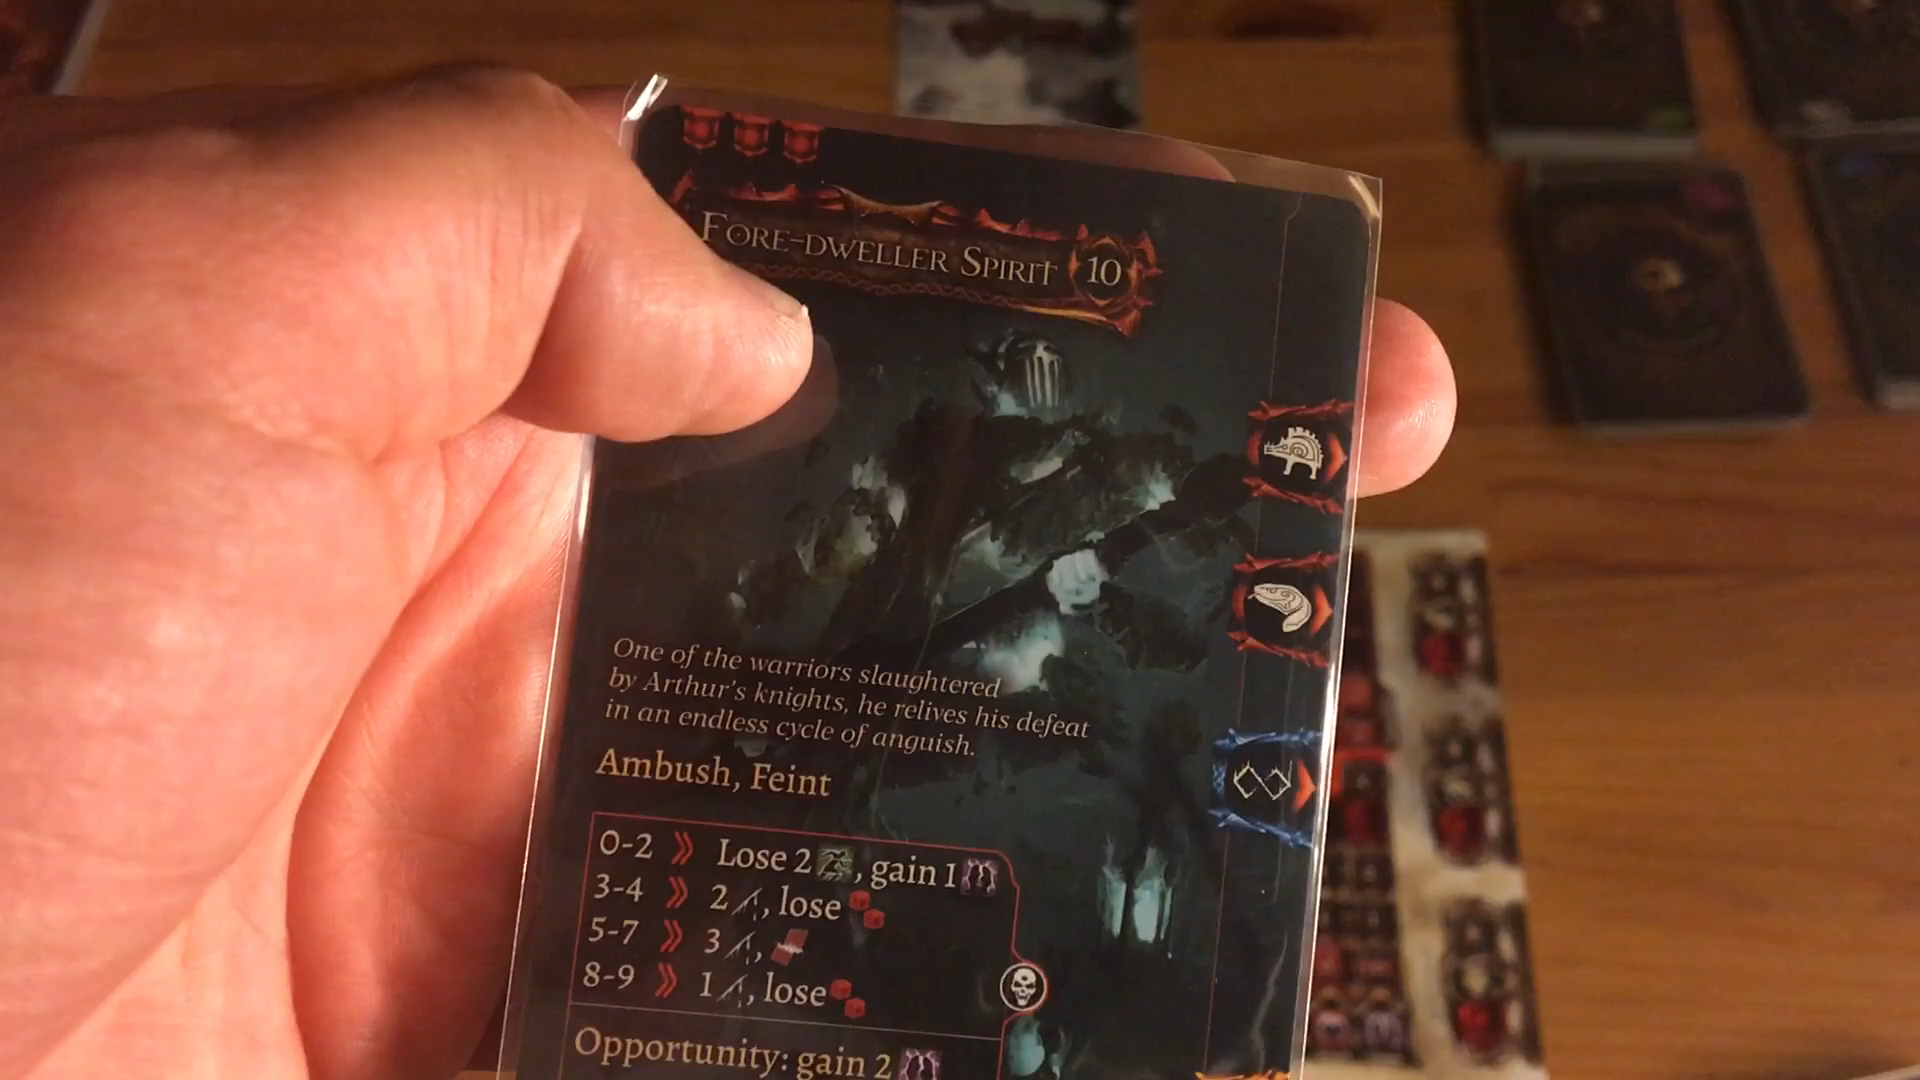 FORE-DWELLER SPIRIT 10
One of the warriors slaughtered
by Arthur's knights, he relives his defeat
in an endless cycle of anguish.
Ambush, Feint
0-2 » Lose 2 , gain 1
3-4 » 2 , lose
5-7 » 3 ,
8-9 » 1 , lose
Opportunity: gain 2